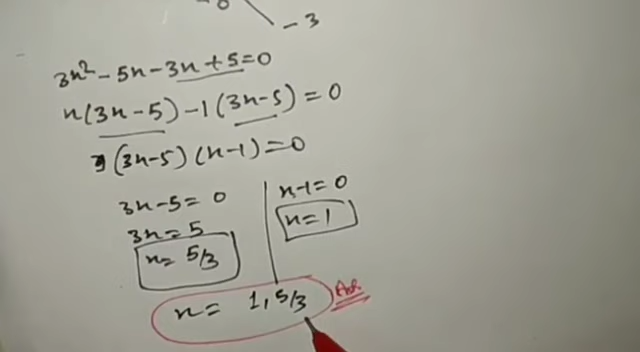 - 3
3x² - 5x - 3x + 5 = 0
x(3x - 5) - 1(3x - 5) = 0
(3x - 5) (x - 1) = 0
3x - 5 = 0
3x = 5
x = 5/3
x - 1 = 0
x = 1
x = 1, 5/3 Ans